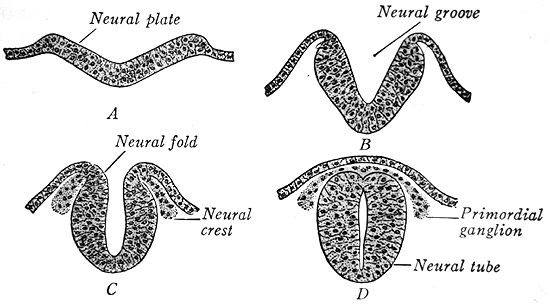 Neural plate
A
Neural groove
B
Neural fold
Neural
crest
C
Primordial
ganglion
Neural tube
D